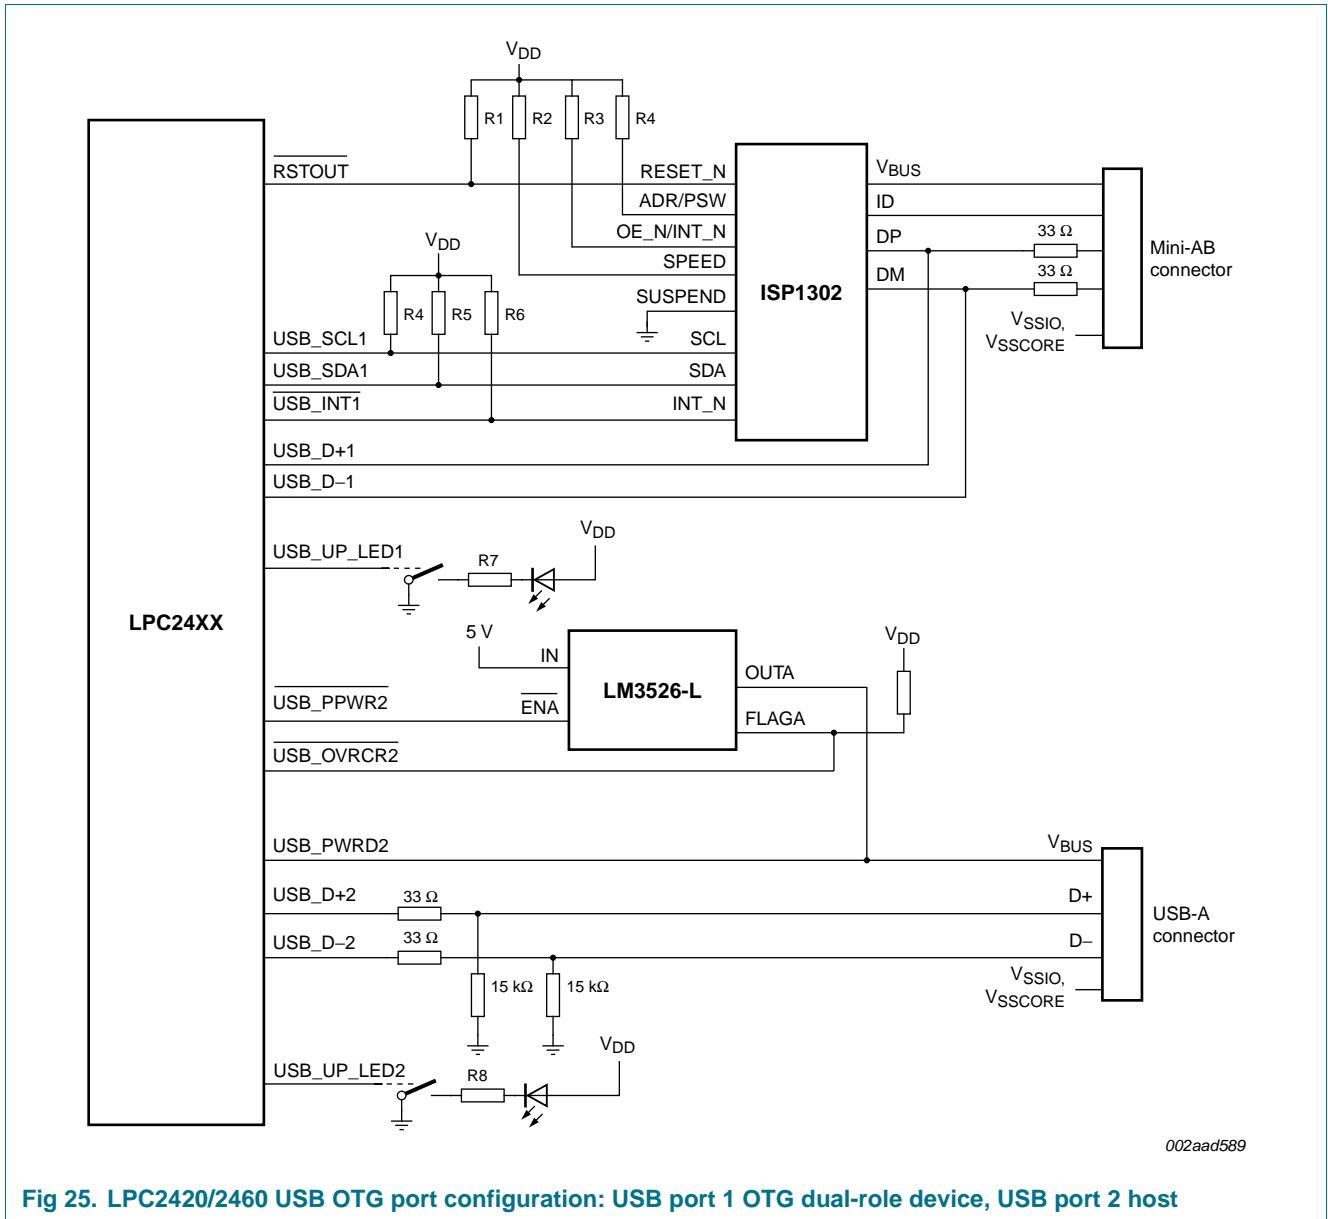 VDD
R1 R2 R3 R4
RSTOUT
RESET_N
ADR/PSW
OE_N/INT_N
SPEED
SUSPEND
VDD
R4 R5 R6
USB_SCL1
SCL
USB_SDA1
SDA
USB_INT1
INT_N
USB_D+1
USB_D−1
ISP1302
VBUS
ID
DP
33 Ω
DM
33 Ω
VSSIO,
VSSCORE
Mini-AB
connector
USB_UP_LED1
R7
VDD
LPC24XX
5 V
IN
LM3526-L
OUTA
VDD
USB_PPWR2
ENA
FLAGA
USB_OVRCR2
USB_PWRD2
VBUS
USB_D+2
33 Ω
D+
USB_D−2
33 Ω
D−
USB-A
connector
15 kΩ 15 kΩ
VSSIO,
VSSCORE
USB_UP_LED2
R8
VDD
002aad589
Fig 25. LPC2420/2460 USB OTG port configuration: USB port 1 OTG dual-role device, USB port 2 host